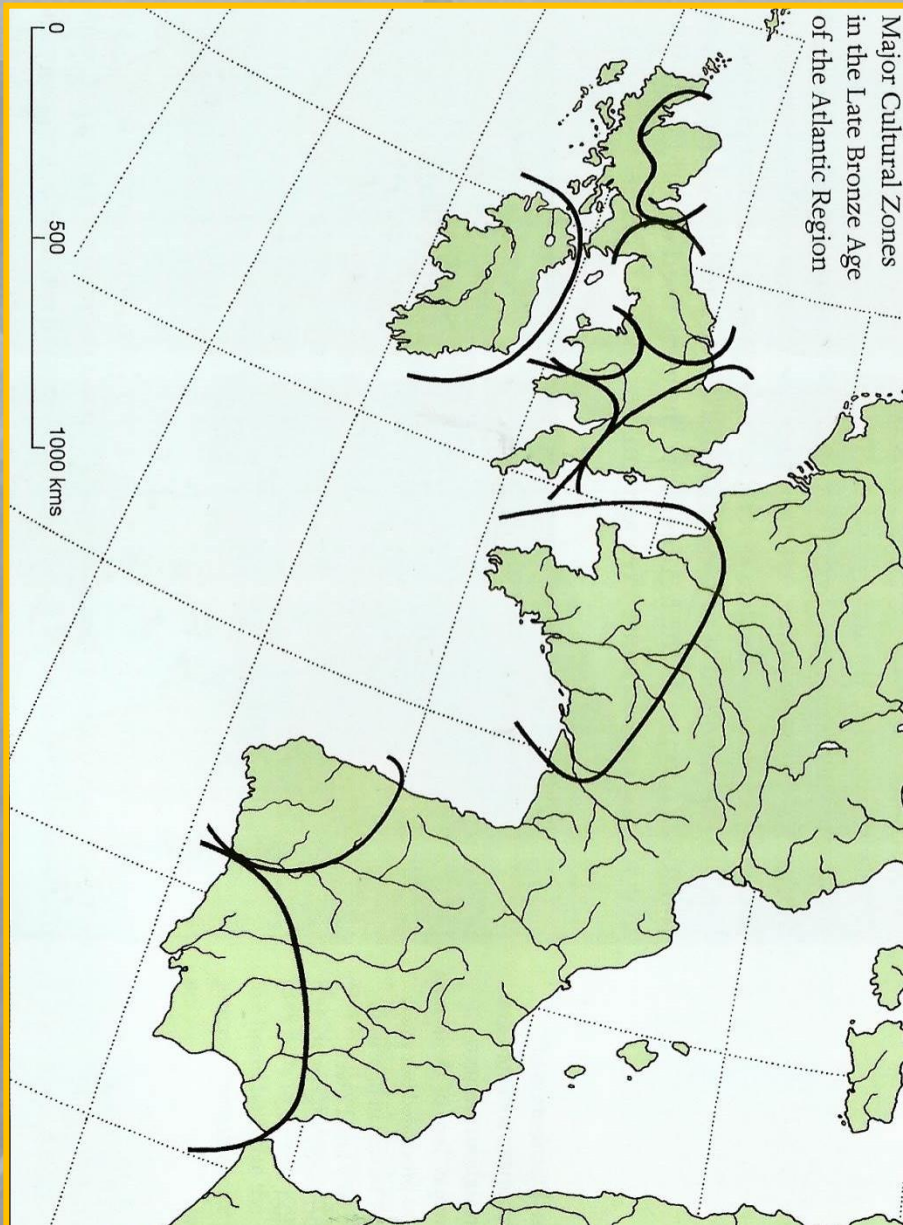 Major Cultural Zones
in the Late Bronze Age
of the Atlantic Region
0
500
1000 kms